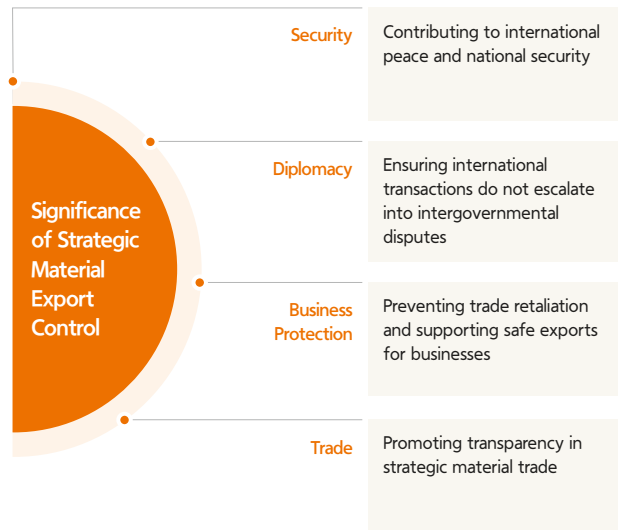 Significance
of Strategic
Material
Export
Control
Security
Contributing to international
peace and national security
Diplomacy
Ensuring international
transactions do not escalate
into intergovernmental
disputes
Business
Protection
Preventing trade retaliation
and supporting safe exports
for businesses
Trade
Promoting transparency in
strategic material trade